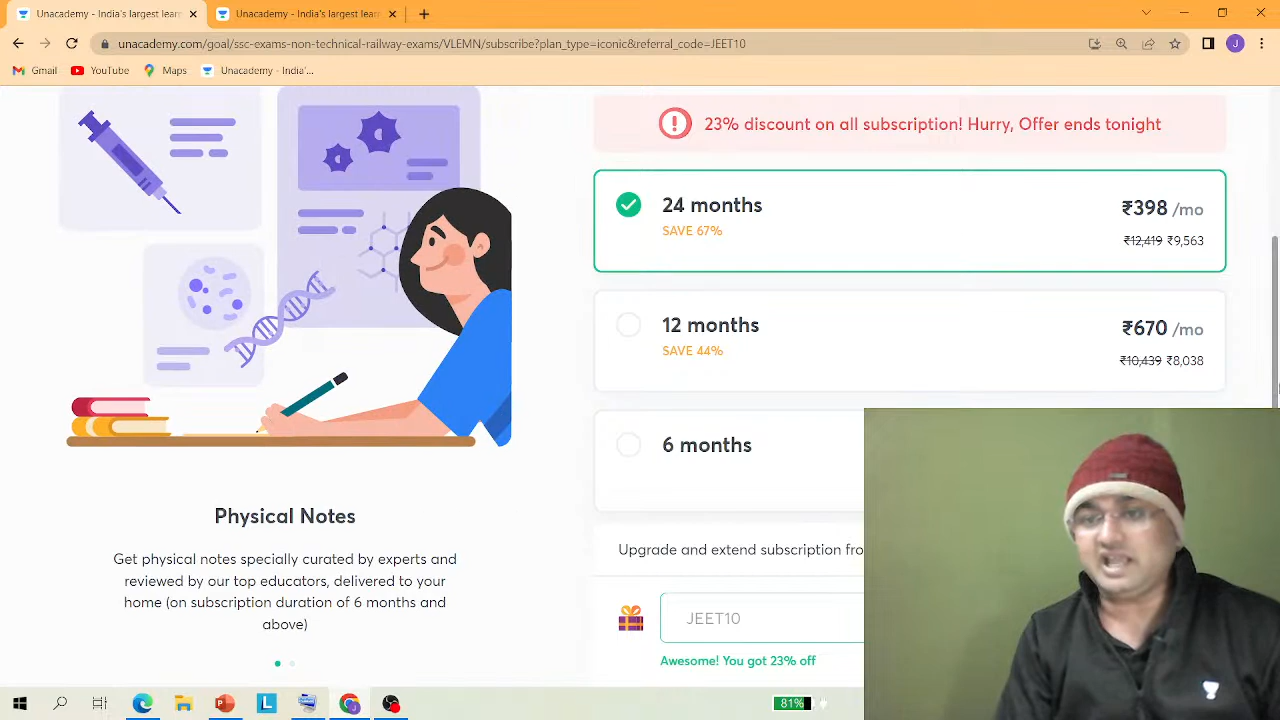 Unacademy - India's largest learn
Unacademy - India's largest learn
unacademy.com/goal/ssc-exams-non-technical-railway-exams/VLEMN/subscribe?plan_type=iconic&referral_code=JEET10
J
Gmail
YouTube
Maps
Unacademy - India'...
23% discount on all subscription! Hurry, Offer ends tonight
24 months
₹398 /mo
SAVE 67%
₹12,419 ₹9,563
12 months
₹670 /mo
SAVE 44%
₹10,439 ₹8,038
6 months
Physical Notes
Get physical notes specially curated by experts and
reviewed by our top educators, delivered to your
home (on subscription duration of 6 months and
above)
Upgrade and extend subscription fro
JEET10
Awesome! You got 23% off
81%